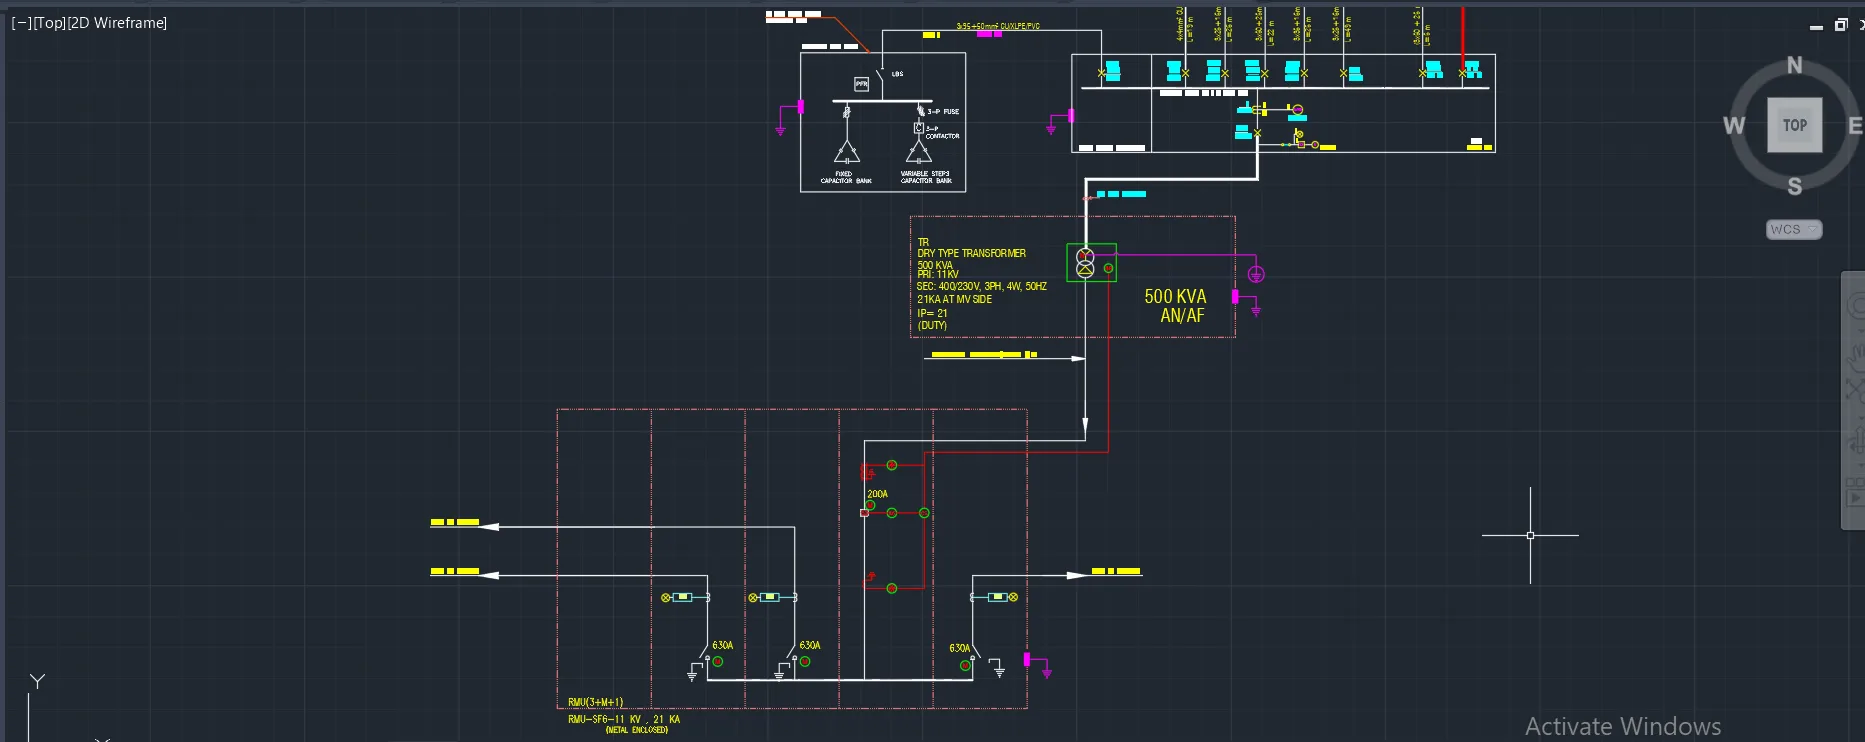 [−][Top][2D Wireframe]
3x95+50mm² CU/XLPE/PVC
LBS
PFR
3-P FUSE
C
3-P
CONTACTOR
FIXED
CAPACITOR BANK
VARIABLE STEPS
CAPACITOR BANK
N
W
TOP
E
S
WCS
TR
DRY TYPE TRANSFORMER
500 KVA
PRI: 11KV
SEC: 400/230V, 3PH, 4W, 50HZ
21KA AT MV SIDE
IP= 21
(DUTY)
500 KVA
AN/AF
200A
630A
630A
630A
RMU(3+M+1)
RMU-SF6-11 KV , 21 KA
(METAL ENCLOSED)
Y
Activate Windows